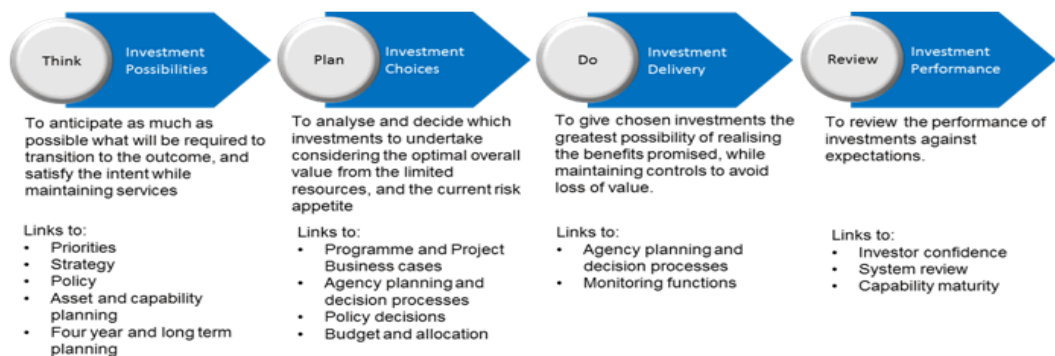 Think
Investment
Possibilities
To anticipate as much as
possible what will be required to
transition to the outcome, and
satisfy the intent while
maintaining services
Links to:
• Priorities
• Strategy
• Policy
• Asset and capability
planning
• Four year and long term
planning
Plan
Investment
Choices
To analyse and decide which
investments to undertake
considering the optimal overall
value from the limited
resources, and the current risk
appetite
Links to:
• Programme and Project
Business cases
• Agency planning and
decision processes
• Policy decisions
• Budget and allocation
Do
Investment
Delivery
To give chosen investments the
greatest possibility of realising
the benefits promised, while
maintaining controls to avoid
loss of value.
Links to:
• Agency planning and
decision processes
• Monitoring functions
Review
Investment
Performance
To review the performance of
investments against
expectations.
Links to:
• Investor confidence
• System review
• Capability maturity